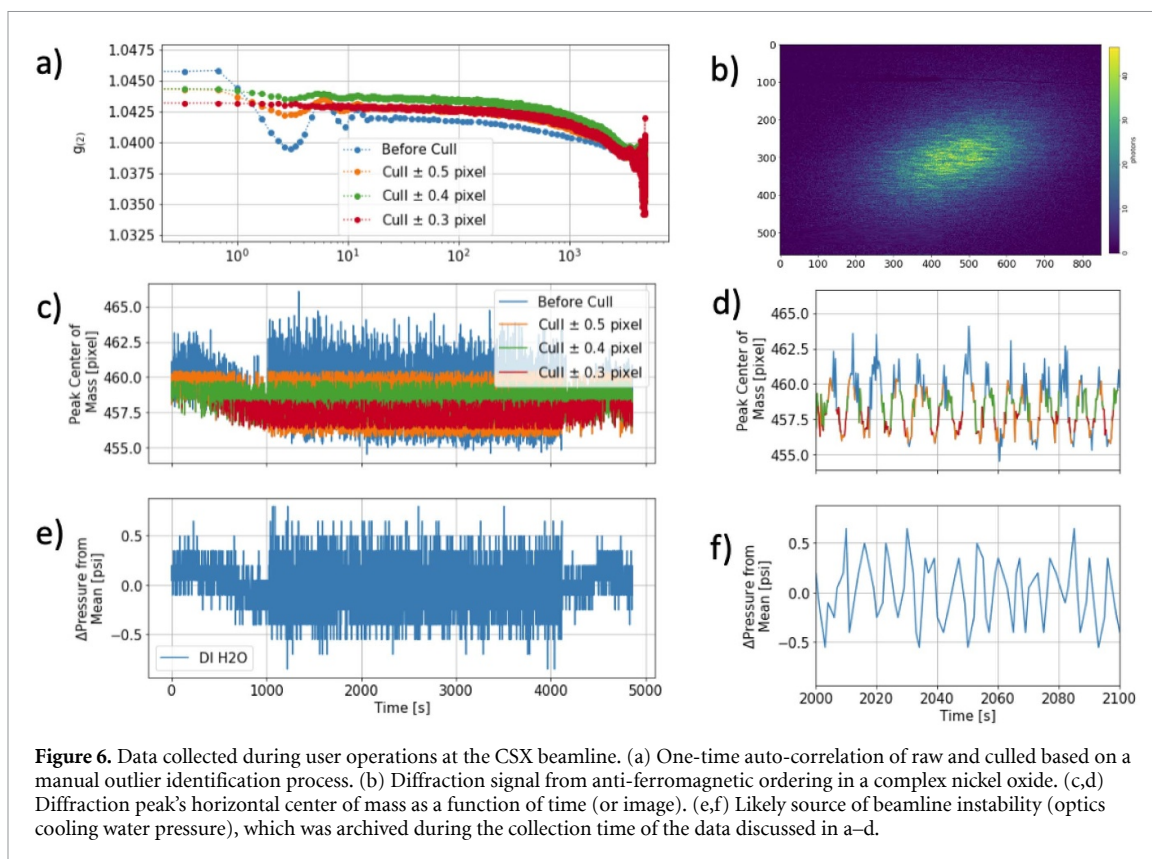 a)
1.0475
1.0450
1.0425
1.0400
1.0375
1.0350
1.0325
g(2)
Before Cull
Cull ± 0.5 pixel
Cull ± 0.4 pixel
Cull ± 0.3 pixel
10⁰ 10¹ 10² 10³
b)
0
100
200
300
400
500
0 100 200 300 400 500 600 700 800
40
30
20
10
0
photons
c)
465.0
462.5
460.0
457.5
455.0
Peak Center of
Mass [pixel]
Before Cull
Cull ± 0.5 pixel
Cull ± 0.4 pixel
Cull ± 0.3 pixel
d)
465.0
462.5
460.0
457.5
455.0
Peak Center of
Mass [pixel]
e)
0.5
0.0
−0.5
ΔPressure from
Mean [psi]
DI H2O
0 1000 2000 3000 4000 5000
Time [s]
f)
0.5
0.0
−0.5
ΔPressure from
Mean [psi]
2000 2020 2040 2060 2080 2100
Time [s]
Figure 6. Data collected during user operations at the CSX beamline. (a) One-time auto-correlation of raw and culled based on a
manual outlier identification process. (b) Diffraction signal from anti-ferromagnetic ordering in a complex nickel oxide. (c,d)
Diffraction peak's horizontal center of mass as a function of time (or image). (e,f) Likely source of beamline instability (optics
cooling water pressure), which was archived during the collection time of the data discussed in a–d.